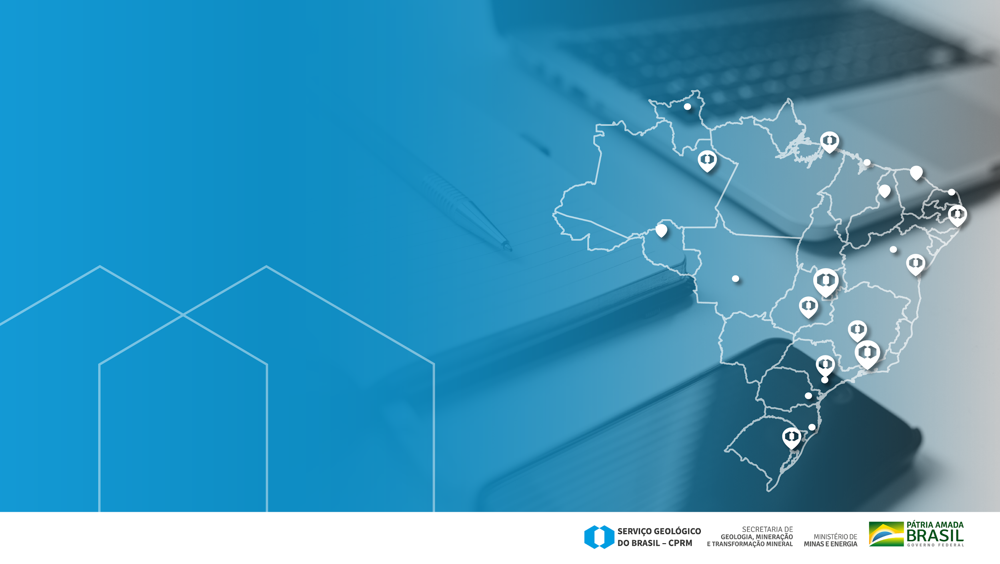 SERVIÇO GEOLÓGICO
DO BRASIL – CPRM
SECRETARIA DE
GEOLOGIA, MINERAÇÃO
E TRANSFORMAÇÃO MINERAL
MINISTÉRIO DE
MINAS E ENERGIA
PÁTRIA AMADA
BRASIL
GOVERNO FEDERAL